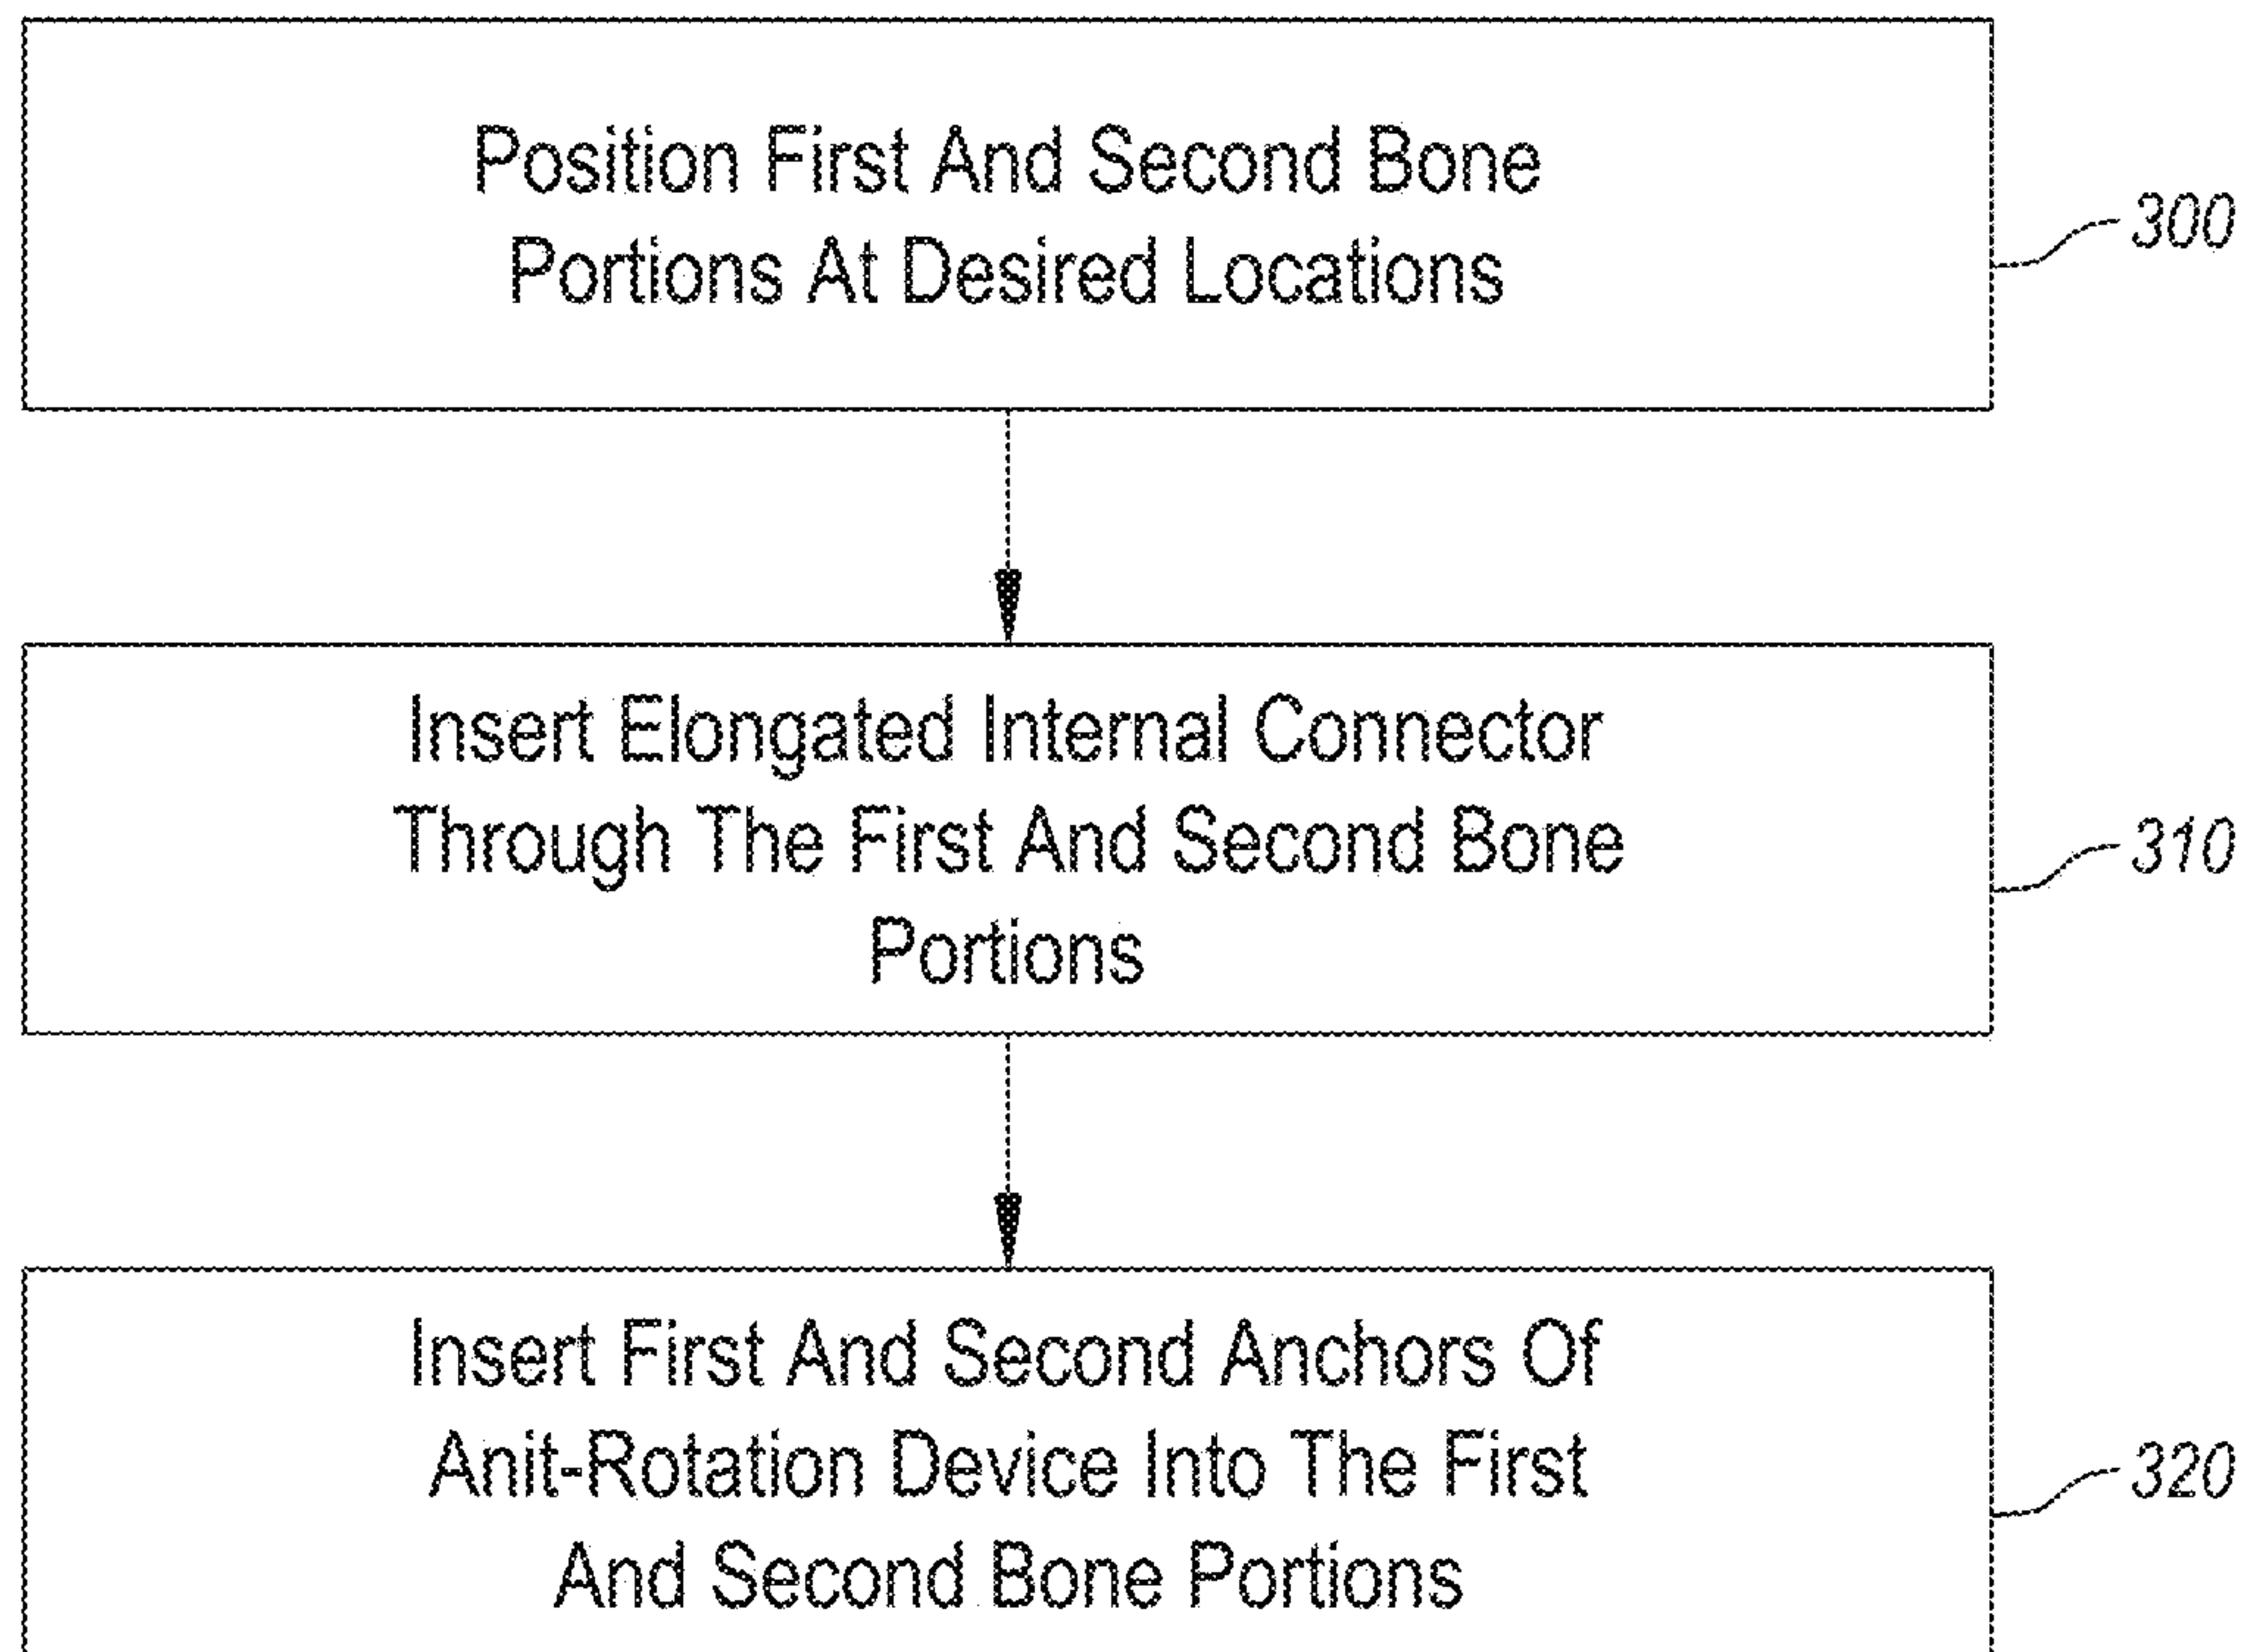 Position First And Second Bone
Portions At Desired Locations
300
Insert Elongated Internal Connector
Through The First And Second Bone
Portions
310
Insert First And Second Anchors Of
Anit-Rotation Device Into The First
And Second Bone Portions
320